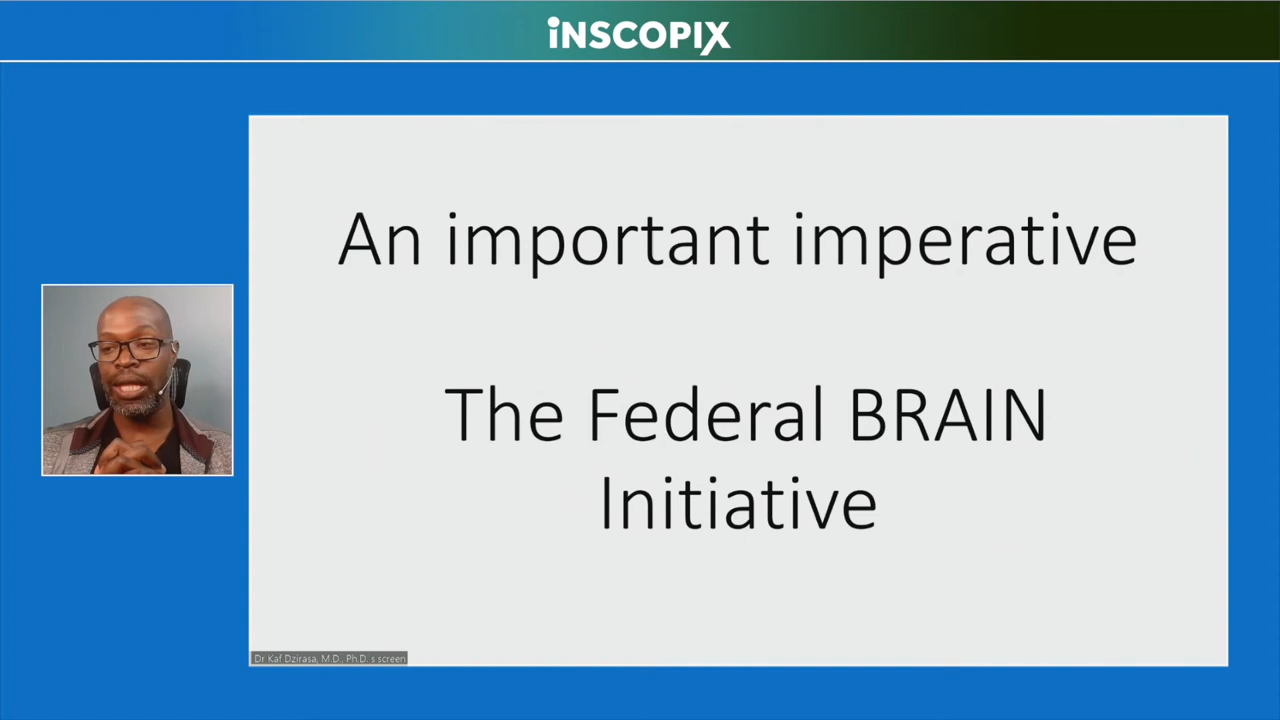 iNSCOPIX
An important imperative
The Federal BRAIN
Initiative
Dr Kaf Dzirasa, M.D., Ph.D. s screen